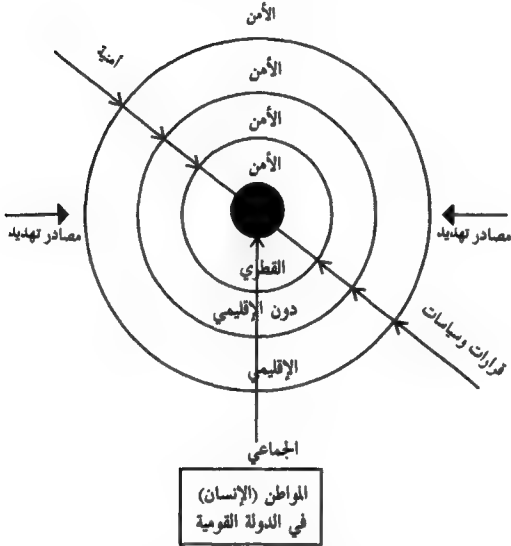 الأمن
أمنية
الأمن
الأمن
الأمن
مصادر تهديد
مصادر تهديد
القطري
دون الإقليمي
قرارات وسياسات
الإقليمي
الجماعي
المواطن (الإنسان)
في الدولة القومية